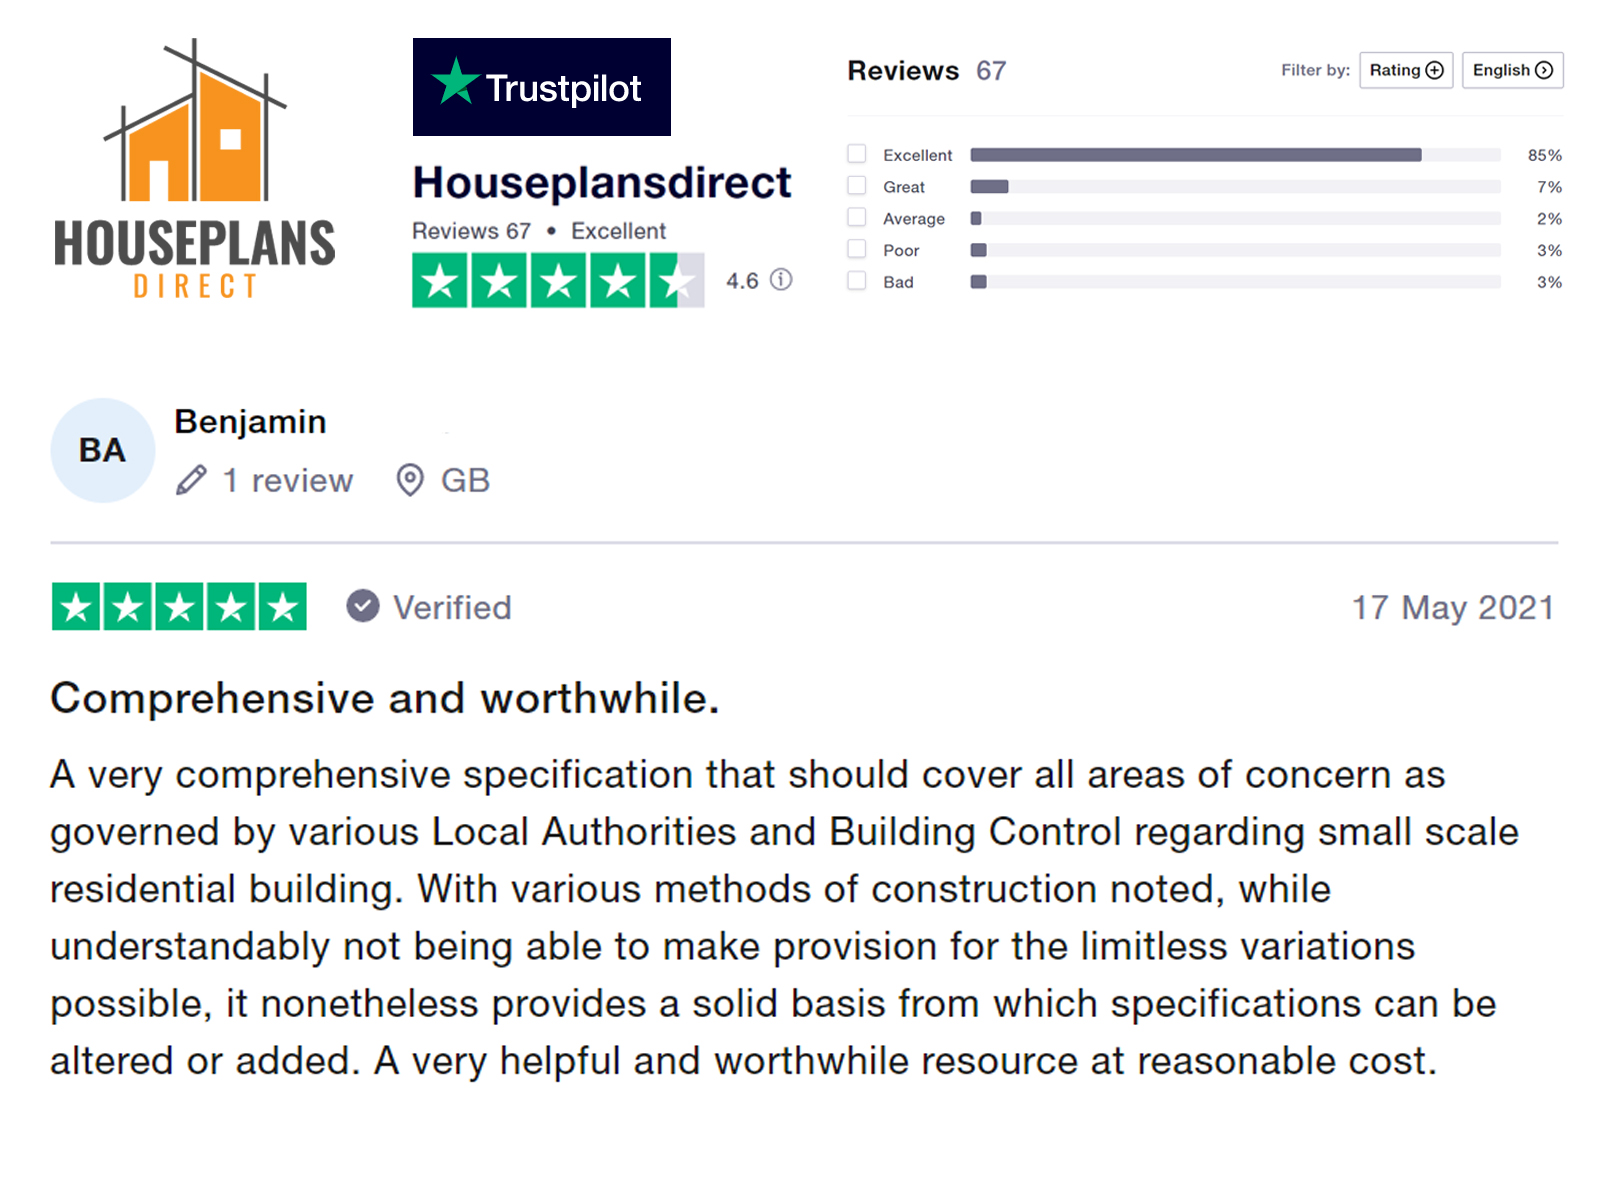 HOUSEPLANS
DIRECT
Trustpilot
Houseplansdirect
Reviews 67 • Excellent
4.6
Reviews 67
Filter by: Rating English
Excellent 85%
Great 7%
Average 2%
Poor 3%
Bad 3%
BA
Benjamin
1 review GB
Verified
17 May 2021
Comprehensive and worthwhile.
A very comprehensive specification that should cover all areas of concern as
governed by various Local Authorities and Building Control regarding small scale
residential building. With various methods of construction noted, while
understandably not being able to make provision for the limitless variations
possible, it nonetheless provides a solid basis from which specifications can be
altered or added. A very helpful and worthwhile resource at reasonable cost.